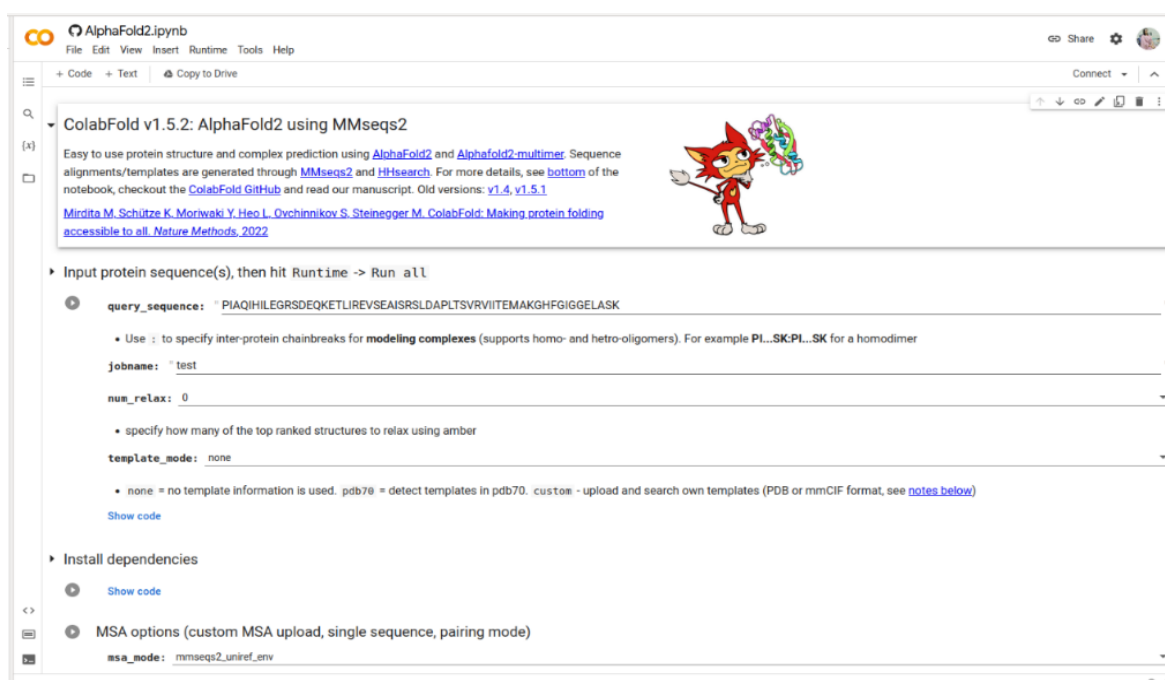 AlphaFold2.ipynb
File Edit View Insert Runtime Tools Help
Share
+ Code + Text Copy to Drive
Connect
ColabFold v1.5.2: AlphaFold2 using MMseqs2
Easy to use protein structure and complex prediction using AlphaFold2 and Alphafold2-multimer. Sequence
alignments/templates are generated through MMseqs2 and HHsearch. For more details, see bottom of the
notebook, checkout the ColabFold GitHub and read our manuscript. Old versions: v1.4, v1.5.1
Mirdita M, Schütze K, Moriwaki Y, Heo L, Ovchinnikov S, Steinegger M. ColabFold: Making protein folding
accessible to all. Nature Methods, 2022
Input protein sequence(s), then hit Runtime -> Run all
query_sequence: "PIAQIHILEGRSDEQKETLIREVSEAISRSLDAPLTSVRVIITEMAKGHFGIGGELASK
• Use : to specify inter-protein chainbreaks for modeling complexes (supports homo- and hetro-oligomers). For example PI...SK:PI...SK for a homodimer
jobname: "test
num_relax: 0
• specify how many of the top ranked structures to relax using amber
template_mode: none
• none = no template information is used. pdb70 = detect templates in pdb70. custom - upload and search own templates (PDB or mmCIF format, see notes below)
Show code
Install dependencies
Show code
MSA options (custom MSA upload, single sequence, pairing mode)
msa_mode: mmseqs2_uniref_env